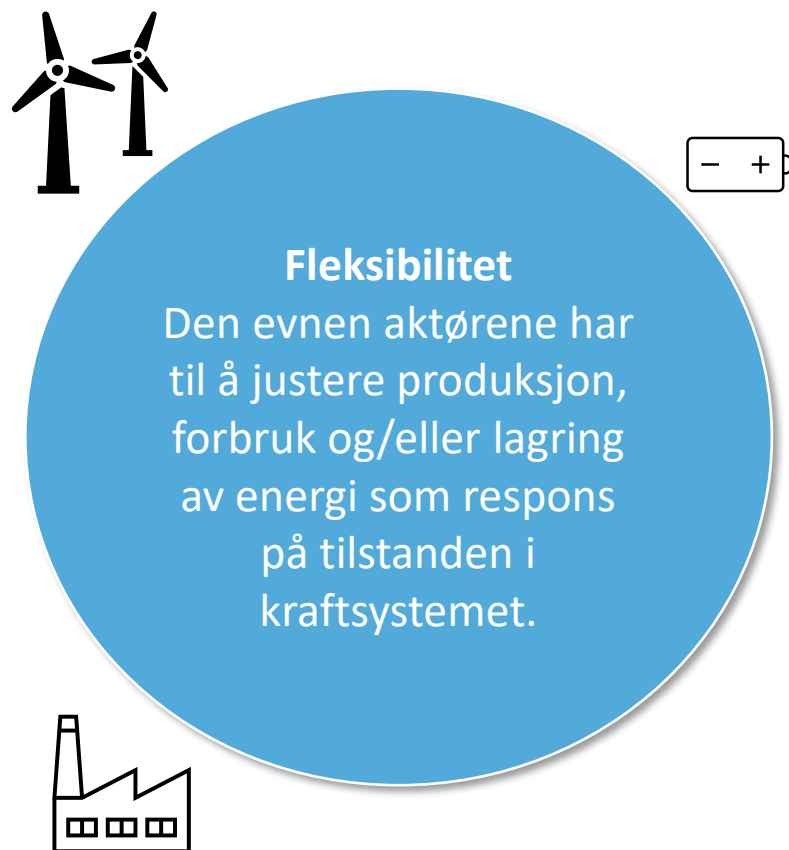 Fleksibilitet
Den evnen aktørene har
til å justere produksjon,
forbruk og/eller lagring
av energi som respons
på tilstanden i
kraftsystemet.